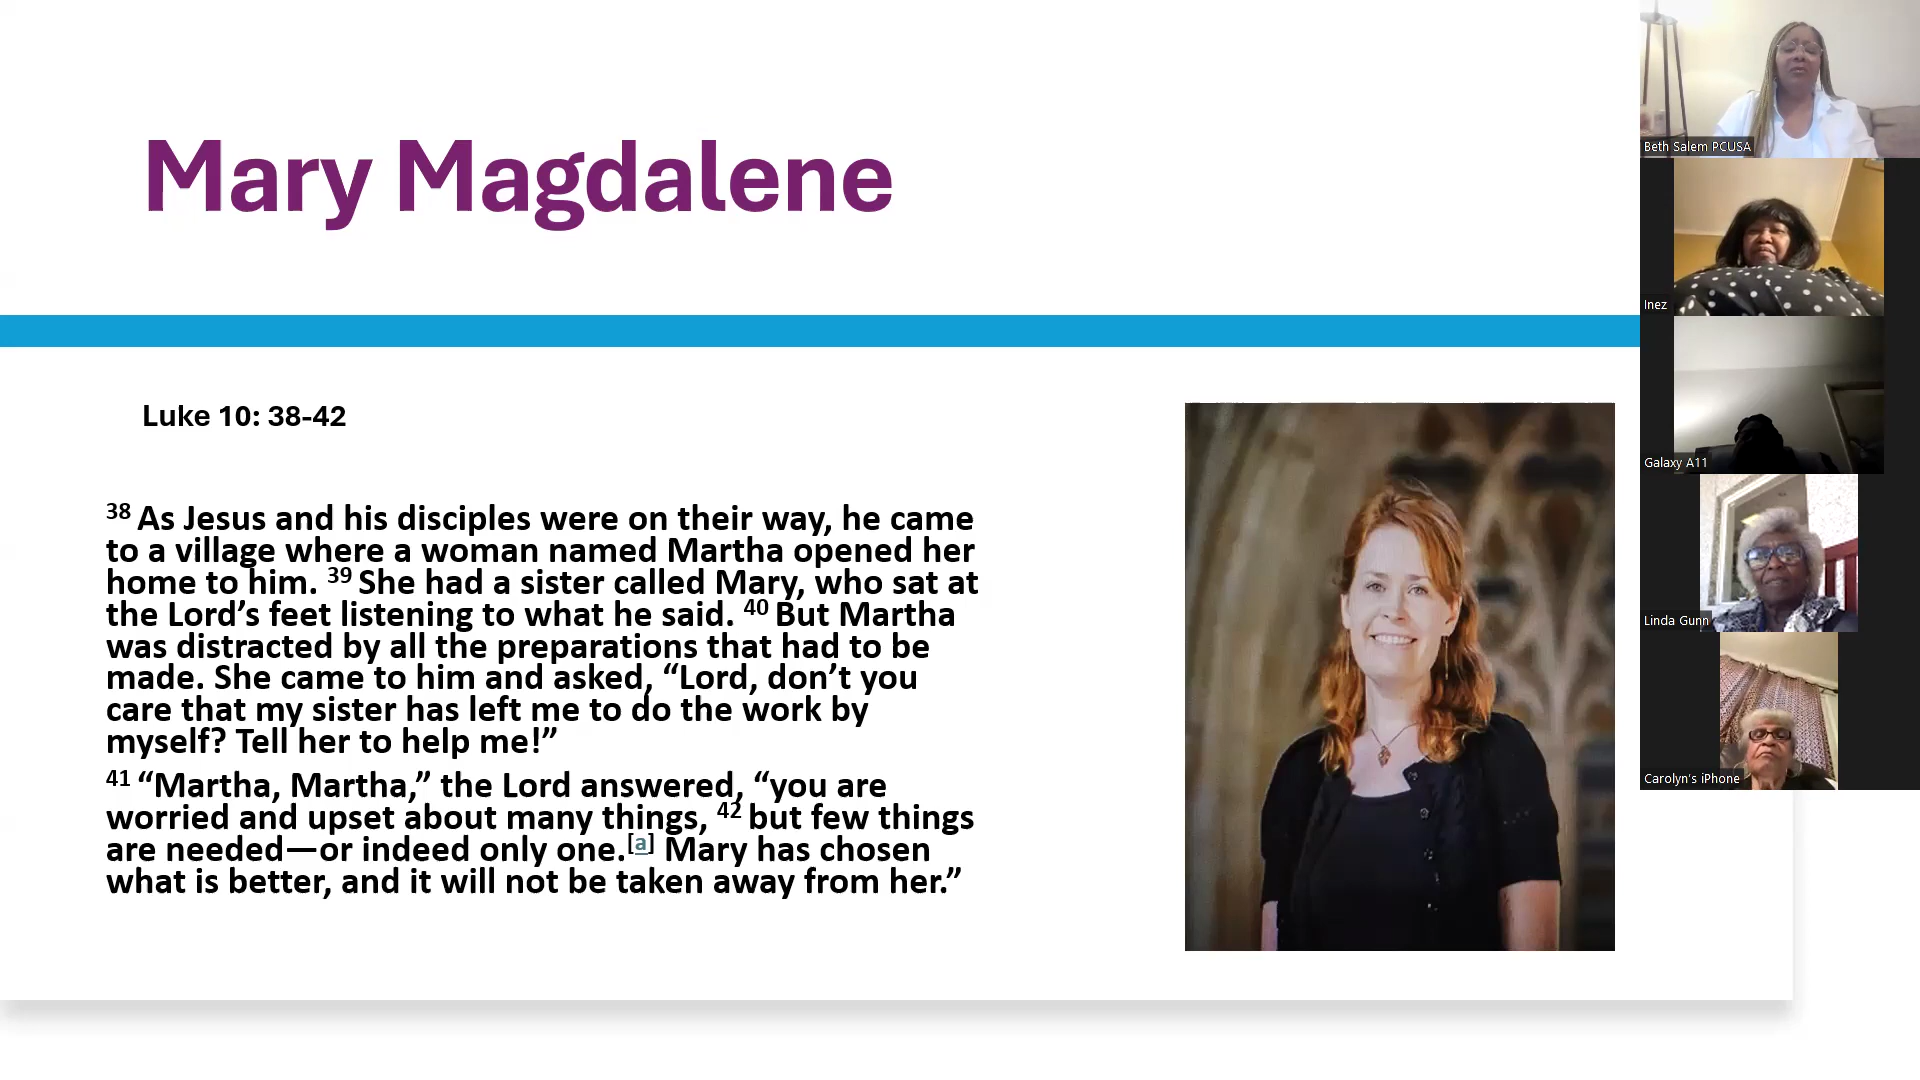 Mary Magdalene
Luke 10: 38-42
38 As Jesus and his disciples were on their way, he came
to a village where a woman named Martha opened her
home to him. 39 She had a sister called Mary, who sat at
the Lord’s feet listening to what he said. 40 But Martha
was distracted by all the preparations that had to be
made. She came to him and asked, “Lord, don’t you
care that my sister has left me to do the work by
myself? Tell her to help me!”
41 “Martha, Martha,” the Lord answered, “you are
worried and upset about many things, 42 but few things
are needed—or indeed only one.[a] Mary has chosen
what is better, and it will not be taken away from her.”
Beth Salem PCUSA
Inez
Galaxy A11
Linda Gunn
Carolyn's iPhone